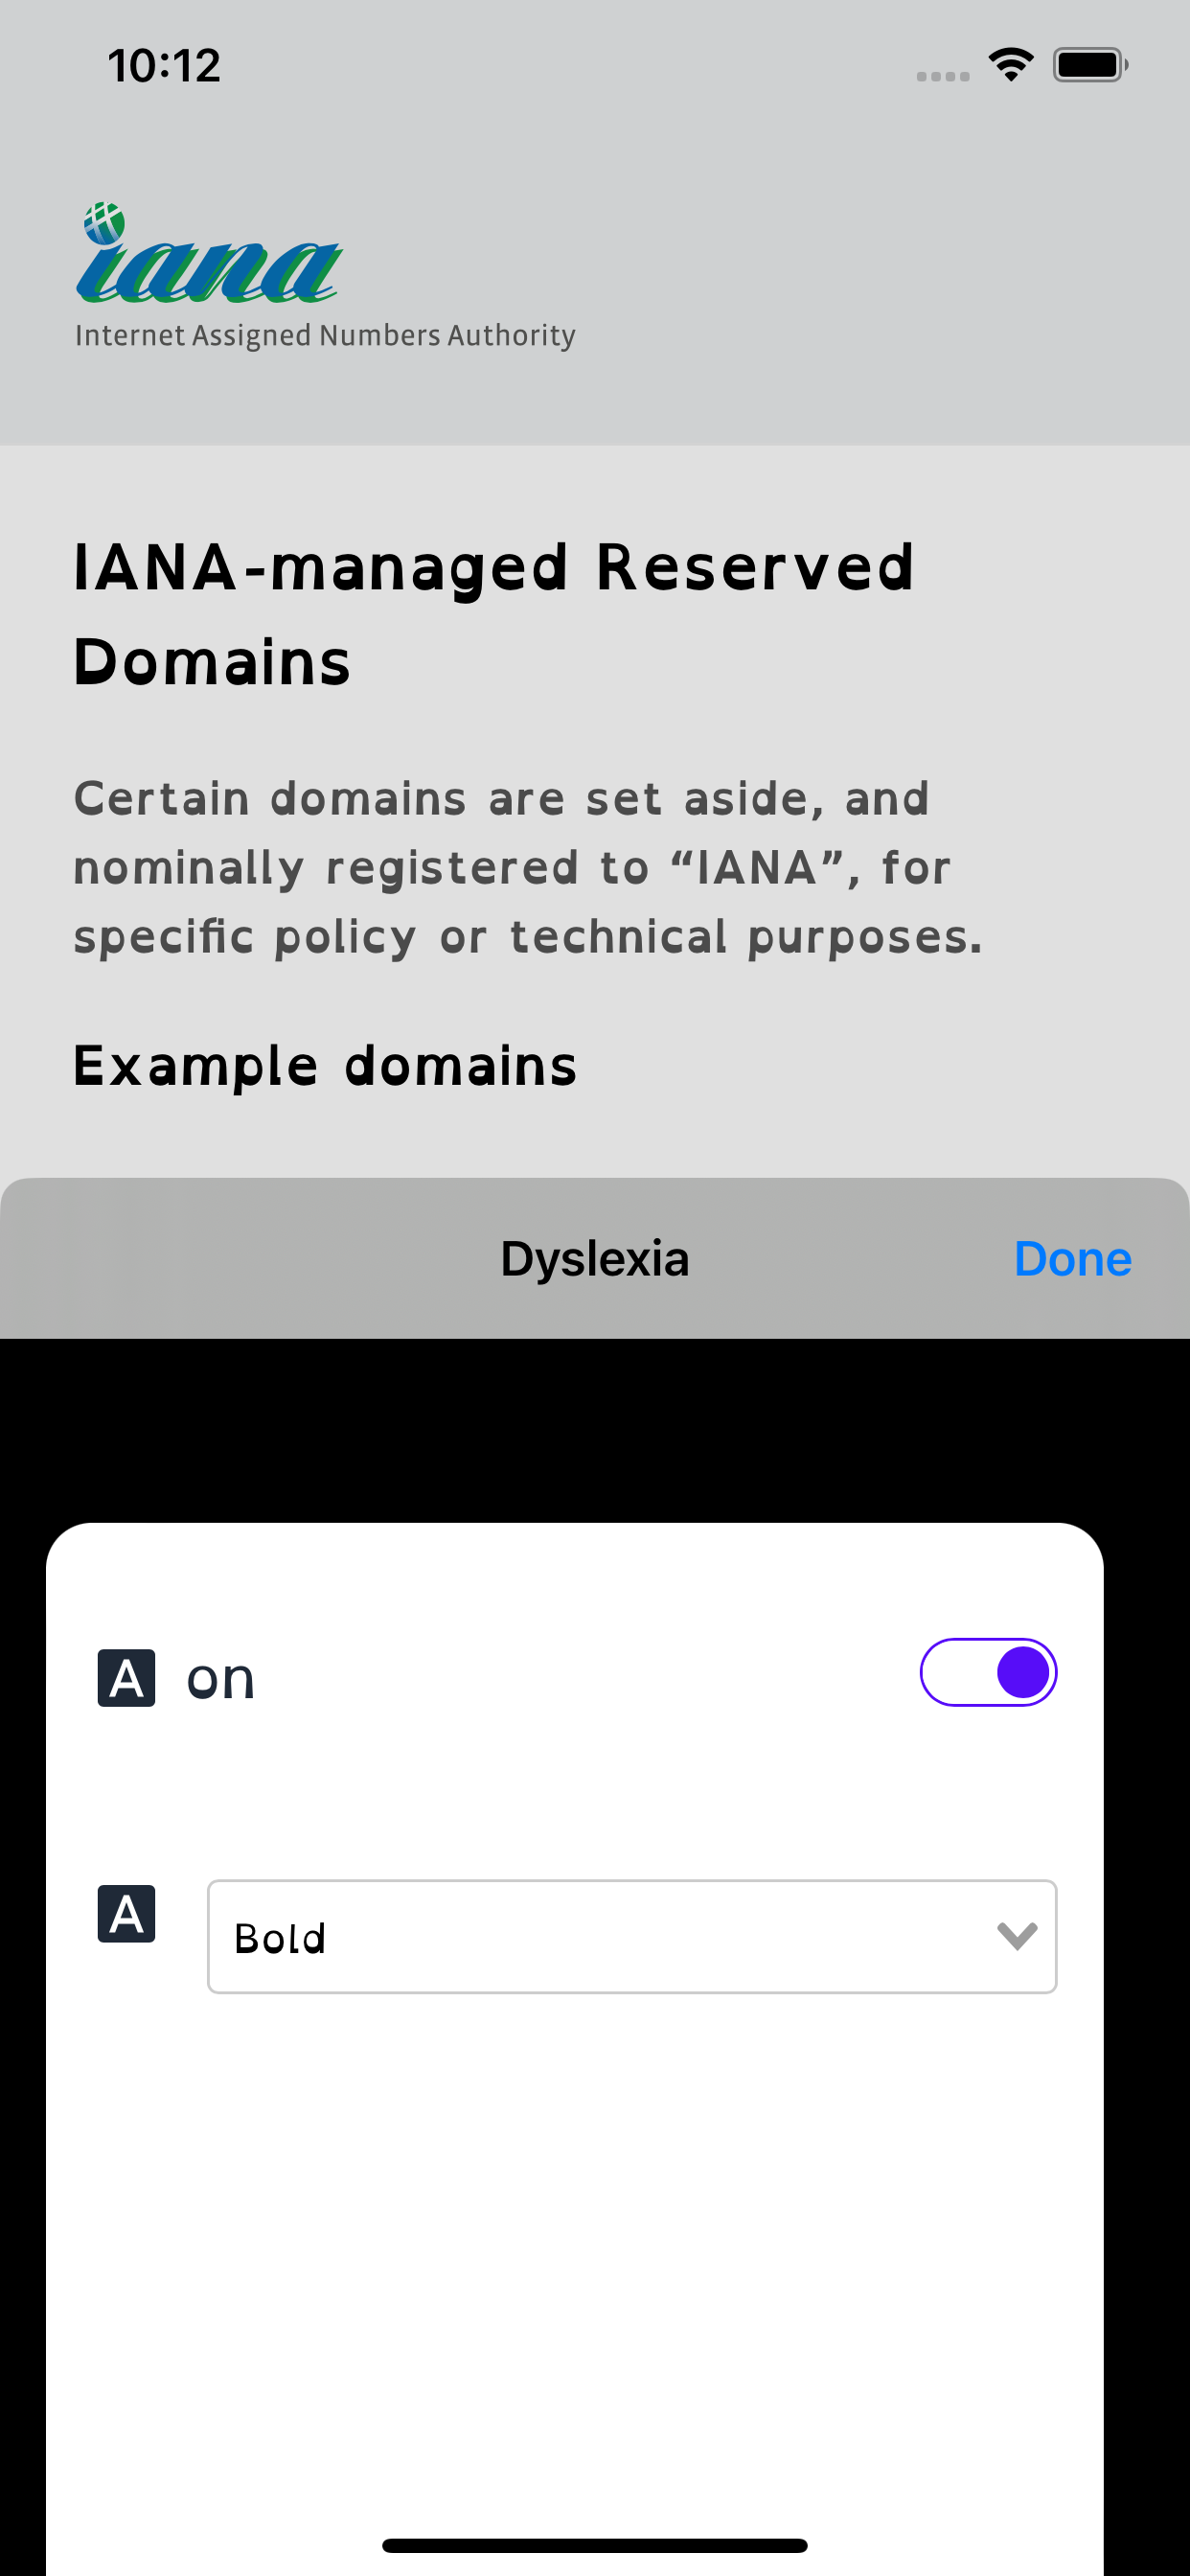 10:12
iana
Internet Assigned Numbers Authority
IANA-managed Reserved
Domains
Certain domains are set aside, and
nominally registered to “IANA”, for
specific policy or technical purposes.
Example domains
Dyslexia
Done
A on
A Bold